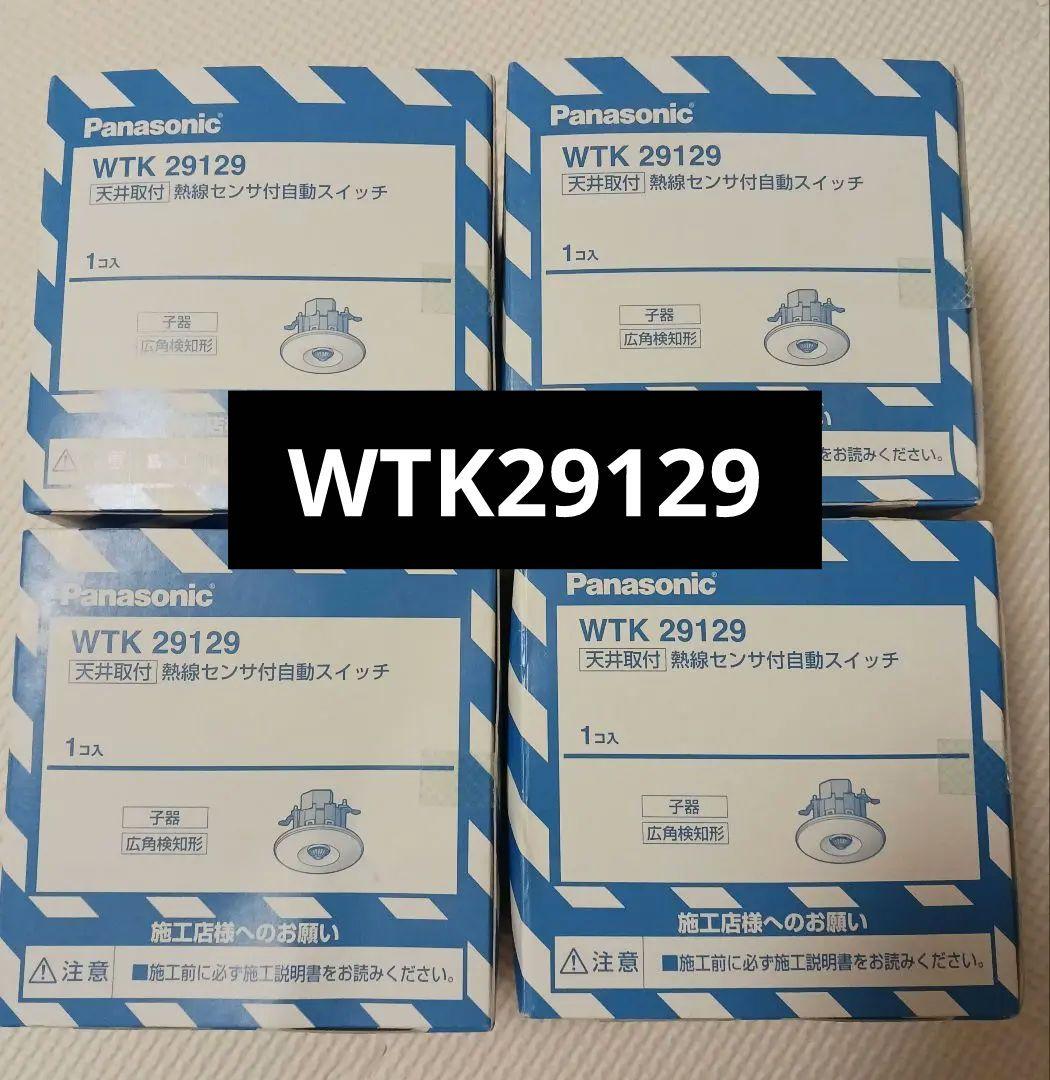 Panasonic
WTK 29129
天井取付 熱線センサ付自動スイッチ
1コ入
子器
広角検知形
Panasonic
WTK 29129
天井取付 熱線センサ付自動スイッチ
1コ入
子器
広角検知形
い
をお読みください。
WTK29129
Panasonic
WTK 29129
天井取付 熱線センサ付自動スイッチ
1コ入
子器
広角検知形
施工店様へのお願い
注意 ■施工前に必ず施工説明書をお読みください。
Panasonic
WTK 29129
天井取付 熱線センサ付自動スイッチ
1コ入
子器
広角検知形
施工店様へのお願い
注意 ■施工前に必ず施工説明書をお読みください。